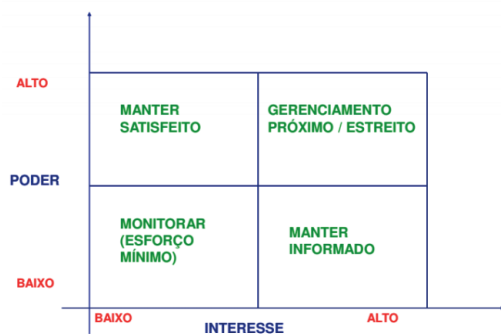 ALTO
MANTER
SATISFEITO
GERENCIAMENTO
PRÓXIMO / ESTREITO
PODER
MONITORAR
(ESFORÇO
MÍNIMO)
MANTER
INFORMADO
BAIXO
BAIXO
ALTO
INTERESSE